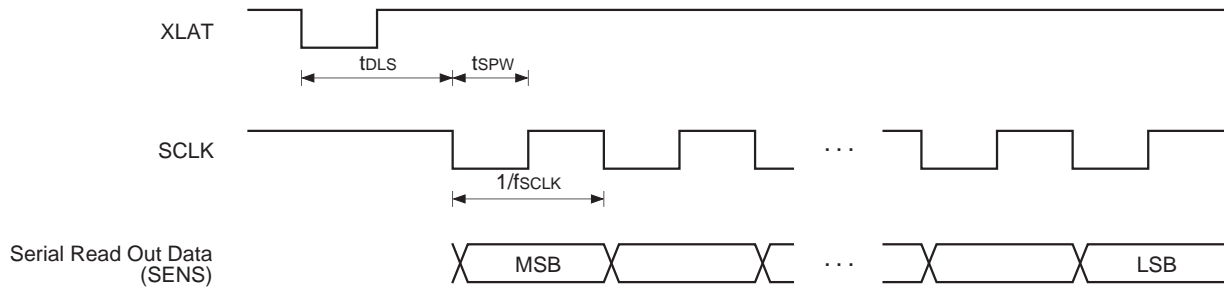 XLAT
tDLS
tSPW
SCLK
. . .
1/fSCLK
Serial Read Out Data
(SENS)
MSB
. . .
LSB